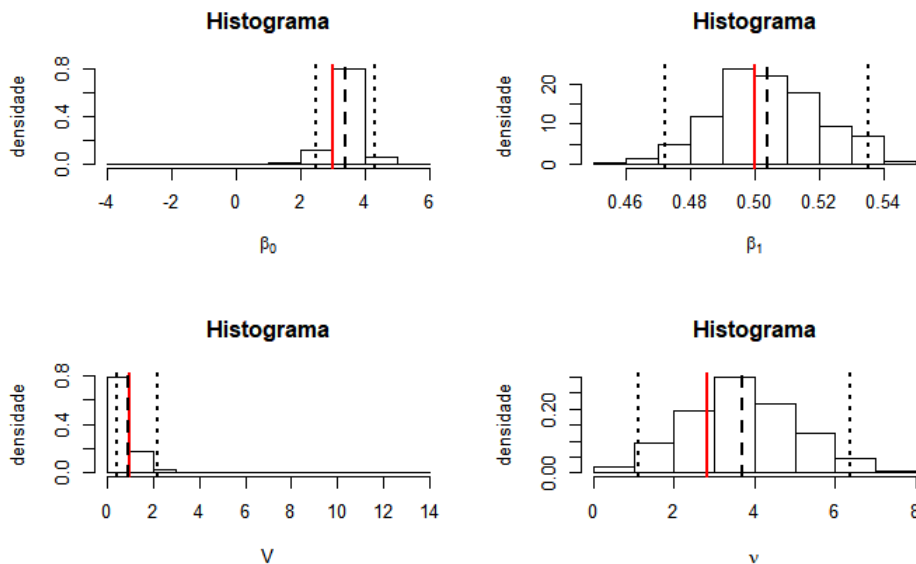 Histograma
densidade
0.0 0.4 0.8
-4 -2 0 2 4 6
β0
Histograma
densidade
0 10 20
0.46 0.48 0.50 0.52 0.54
β1
Histograma
densidade
0.0 0.4 0.8
0 2 4 6 8 10 14
V
Histograma
densidade
0.00 0.20
0 2 4 6 8
ν